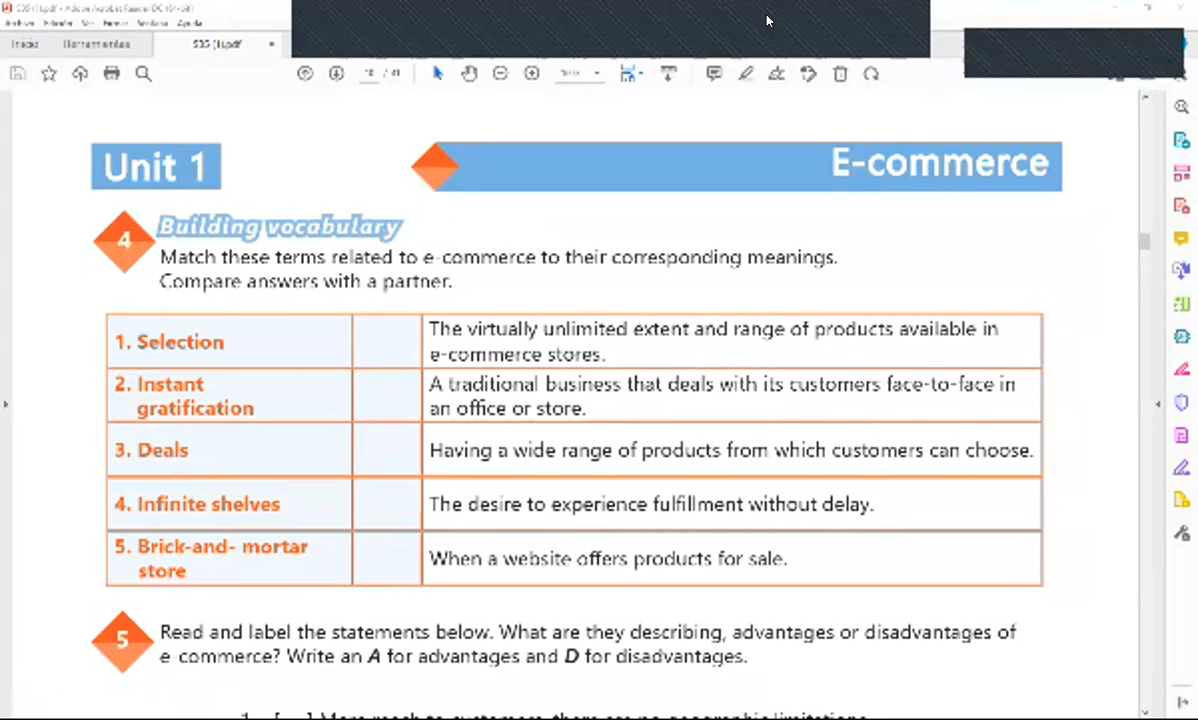 Inicio
Herramientas
Unit 1
E-commerce
4
Building vocabulary
Match these terms related to e-commerce to their corresponding meanings.
Compare answers with a partner.
1. Selection
The virtually unlimited extent and range of products available in
e-commerce stores.
2. Instant
gratification
A traditional business that deals with its customers face-to-face in
an office or store.
3. Deals
Having a wide range of products from which customers can choose.
4. Infinite shelves
The desire to experience fulfillment without delay.
5. Brick-and- mortar
store
When a website offers products for sale.
5
Read and label the statements below. What are they describing, advantages or disadvantages of
e-commerce? Write an A for advantages and D for disadvantages.